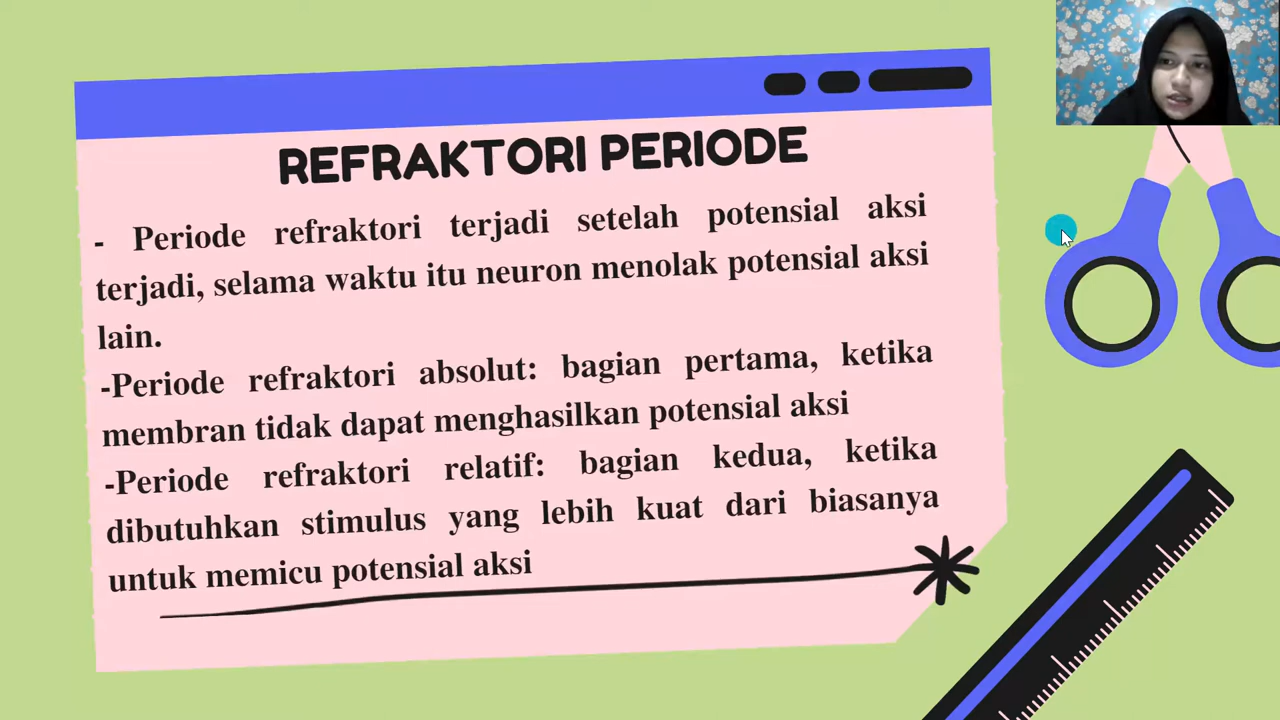 REFRAKTORI PERIODE
- Periode refraktori terjadi setelah potensial aksi
terjadi, selama waktu itu neuron menolak potensial aksi
lain.
-Periode refraktori absolut: bagian pertama, ketika
membran tidak dapat menghasilkan potensial aksi
-Periode refraktori relatif: bagian kedua, ketika
dibutuhkan stimulus yang lebih kuat dari biasanya
untuk memicu potensial aksi